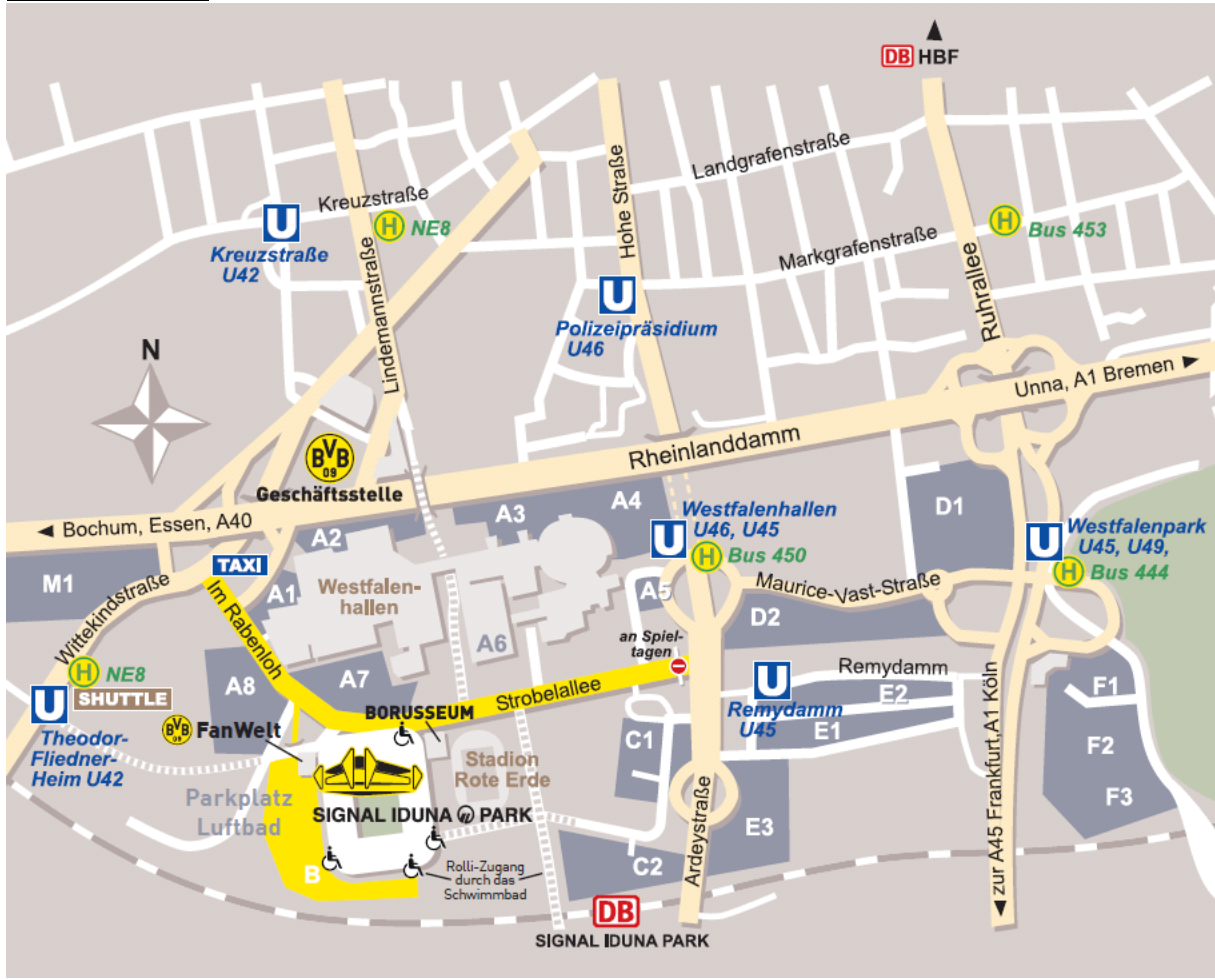 DB HBF
Landgrafenstraße
Kreuzstraße
Hohe Straße
U
H NE8
H Bus 453
Kreuzstraße
U42
Markgrafenstraße
Lindemannstraße
U
Ruhrallee
Polizeipräsidium
U46
N
Unna, A1 Bremen
Rheinlanddamm
BVB
09
Geschäftsstelle
A4
D1
A3
Bochum, Essen, A40
A2
U Westfalenhallen
U46, U45
H Bus 450
U Westfalenpark
U45, U49,
H Bus 444
TAXI
M1
Im Rabenloh
A1
Westfalen-
hallen
A5
Maurice-Vast-Straße
Wittekindstraße
A6
D2
an Spiel-
tagen
H NE8
SHUTTLE
A8
A7
Strobelallee
U
Remydamm
E2
F1
U
Theodor-
Fliedner-
Heim U42
BVB
09
FanWelt
BORUSSEUM
Remydamm
U45
E1
C1
F2
Stadion
Rote Erde
Parkplatz
Luftbad
SIGNAL IDUNA PARK
F3
E3
Ardeystraße
zur A45 Frankfurt,A1 Köln
B
Rolli-Zugang
durch das
Schwimmbad
C2
DB
SIGNAL IDUNA PARK